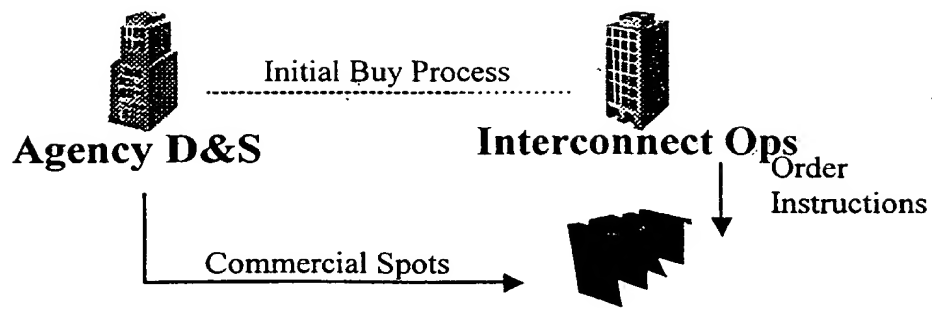 Initial Buy Process
Agency D&S
Interconnect Ops
Order
Instructions
Commercial Spots